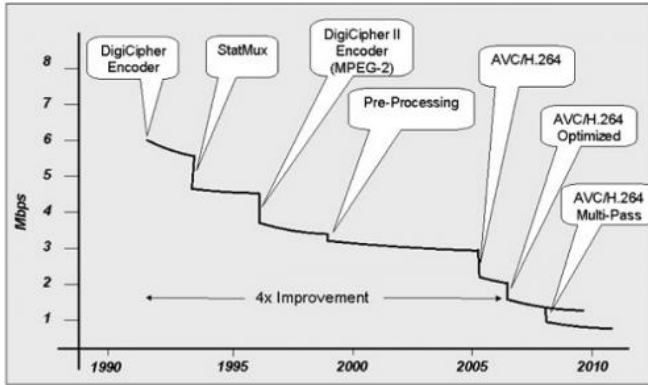 DigiCipher
Encoder
StatMux
DigiCipher II
Encoder
(MPEG-2)
Pre-Processing
AVC/H.264
AVC/H.264
Optimized
AVC/H.264
Multi-Pass
Mbps
8
7
6
5
4
3
2
1
4x Improvement
1990
1995
2000
2005
2010